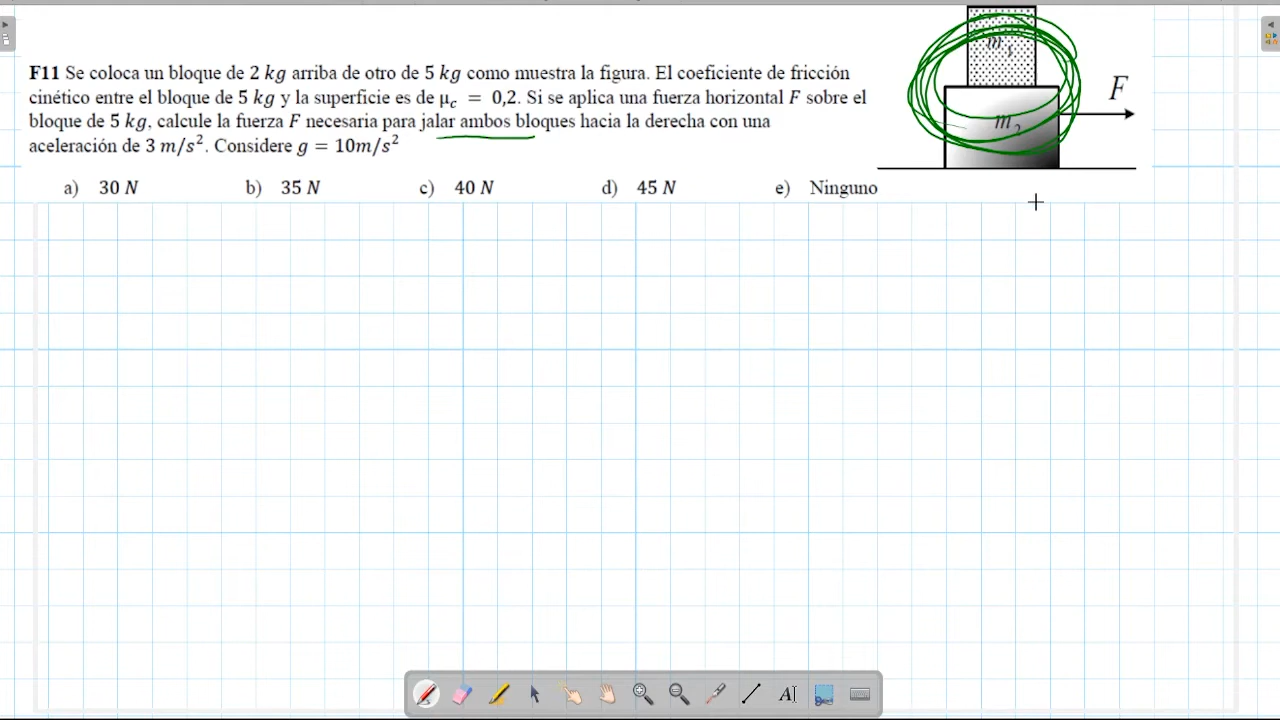 F11 Se coloca un bloque de 2 kg arriba de otro de 5 kg como muestra la figura. El coeficiente de fricción
cinético entre el bloque de 5 kg y la superficie es de μc = 0,2. Si se aplica una fuerza horizontal F sobre el
bloque de 5 kg, calcule la fuerza F necesaria para jalar ambos bloques hacia la derecha con una
aceleración de 3 m/s². Considere g = 10m/s²
a) 30 N b) 35 N c) 40 N d) 45 N e) Ninguno
m₁
F
m₂
AI